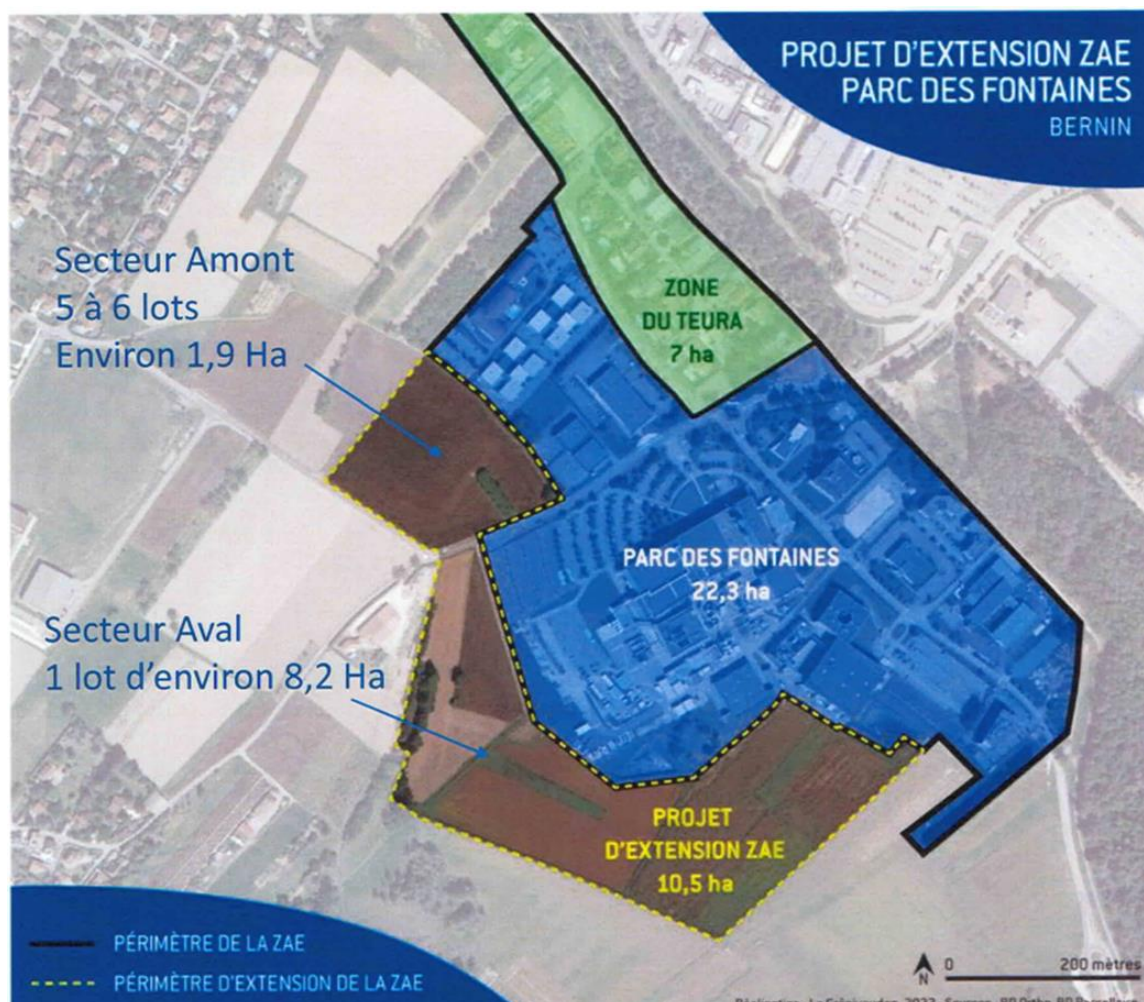 PROJET D'EXTENSION ZAE
PARC DES FONTAINES
BERNIN
Secteur Amont
5 à 6 lots
Environ 1,9 Ha
ZONE
DU TEURA
7 ha
PARC DES FONTAINES
22,3 ha
Secteur Aval
1 lot d'environ 8,2 Ha
PROJET
D'EXTENSION ZAE
10,5 ha
PÉRIMÈTRE DE LA ZAE
PÉRIMÈTRE D'EXTENSION DE LA ZAE
N
0 200 mètres